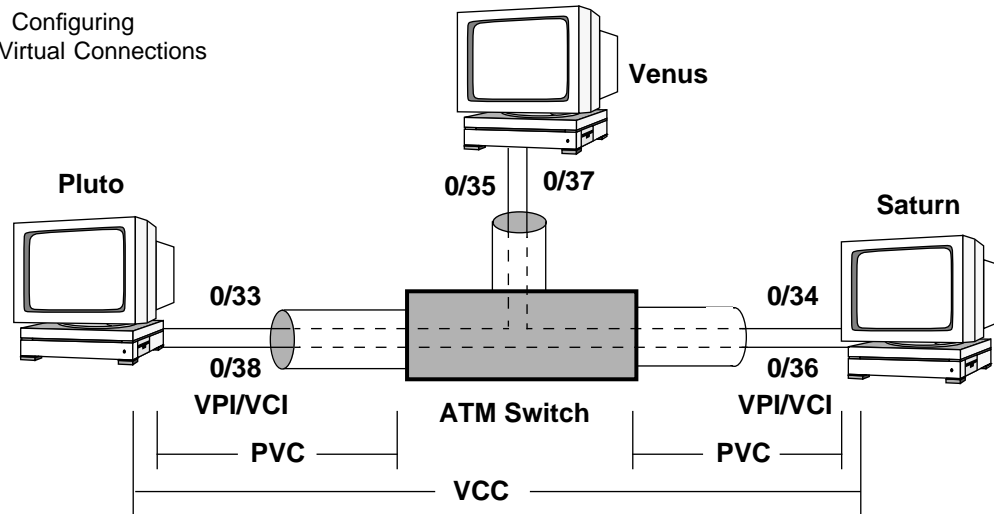 Configuring
Virtual Connections
Venus
Pluto
0/35
0/37
Saturn
0/33
0/34
0/38
0/36
VPI/VCI
ATM Switch
VPI/VCI
PVC
PVC
VCC